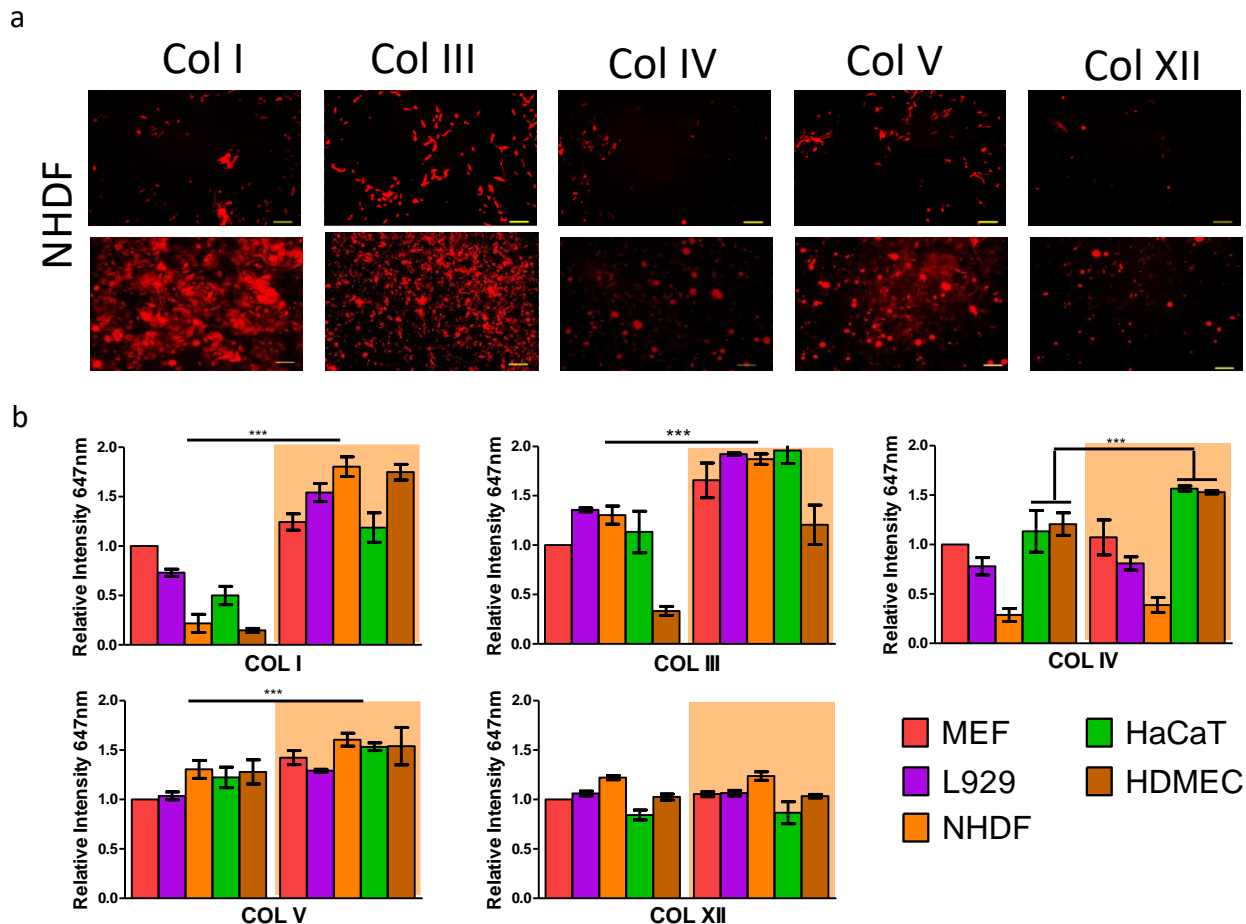 a
Col I Col III Col IV Col V Col XII
NHDF
b
Relative Intensity 647nm
2.0
1.5
1.0
0.5
0.0
***
COL I
Relative Intensity 647nm
2.0
1.5
1.0
0.5
0.0
***
COL III
Relative Intensity 647nm
2.0
1.5
1.0
0.5
0.0
***
COL IV
Relative Intensity 647nm
2.0
1.5
1.0
0.5
0.0
***
COL V
Relative Intensity 647nm
2.0
1.5
1.0
0.5
0.0
COL XII
MEF
L929
NHDF
HaCaT
HDMEC